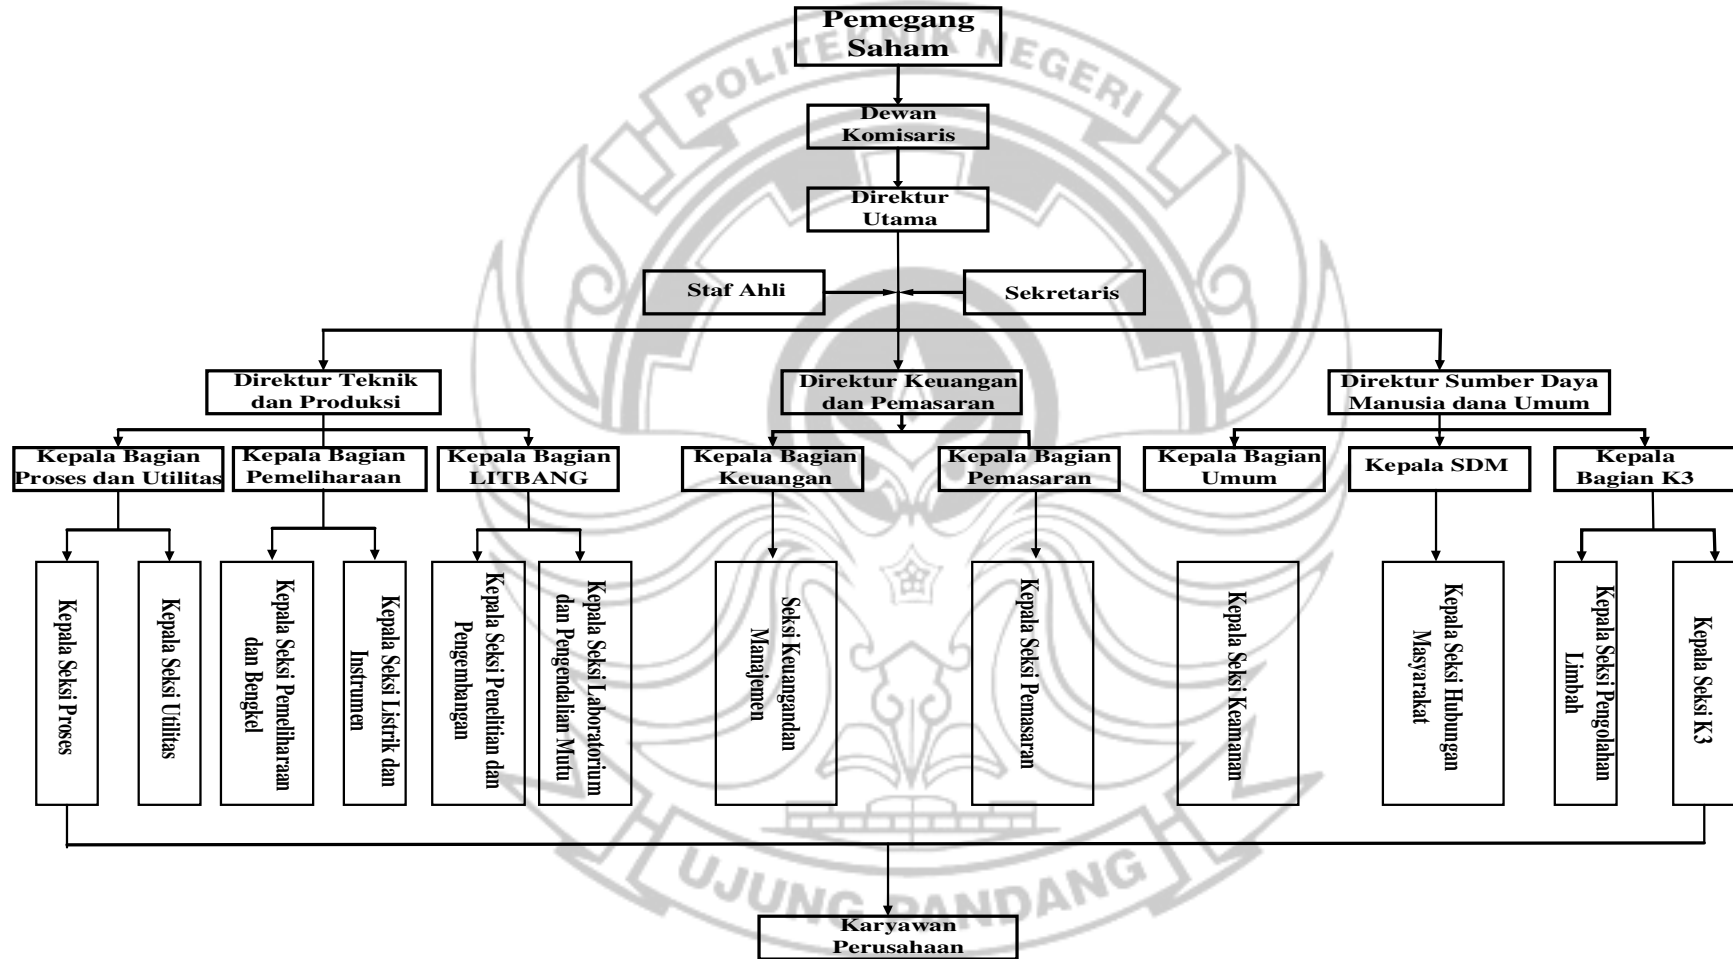 Pemegang
Saham
POLITEKNIK NEGERI
Dewan
Komisaris
Direktur
Utama
Staf Ahli
Sekretaris
Direktur Teknik
dan Produksi
Direktur Keuangan
dan Pemasaran
Direktur Sumber Daya
Manusia dana Umum
Kepala Bagian
Proses dan Utilitas
Kepala Bagian
Pemeliharaan
Kepala Bagian
LITBANG
Kepala Bagian
Keuangan
Kepala Bagian
Pemasaran
Kepala Bagian
Umum
Kepala SDM
Kepala
Bagian K3
Kepala Seksi Proses
Kepala Seksi Utilitas
Kepala Seksi Pemeliharaan
dan Bengkel
Kepala Seksi Listrik dan
Instrumen
Kepala Seksi Penelitian dan
Pengembangan
Kepala Seksi Laboratorium
dan Pengendalian Mutu
Seksi Keuangandan
Manajemen
Kepala Seksi Pemasaran
Kepala Seksi Keamanan
Kepala Seksi Hubungan
Masyarakat
Kepala Seksi Pengolahan
Limbah
Kepala Seksi K3
UJUNG PANDANG
Karyawan
Perusahaan